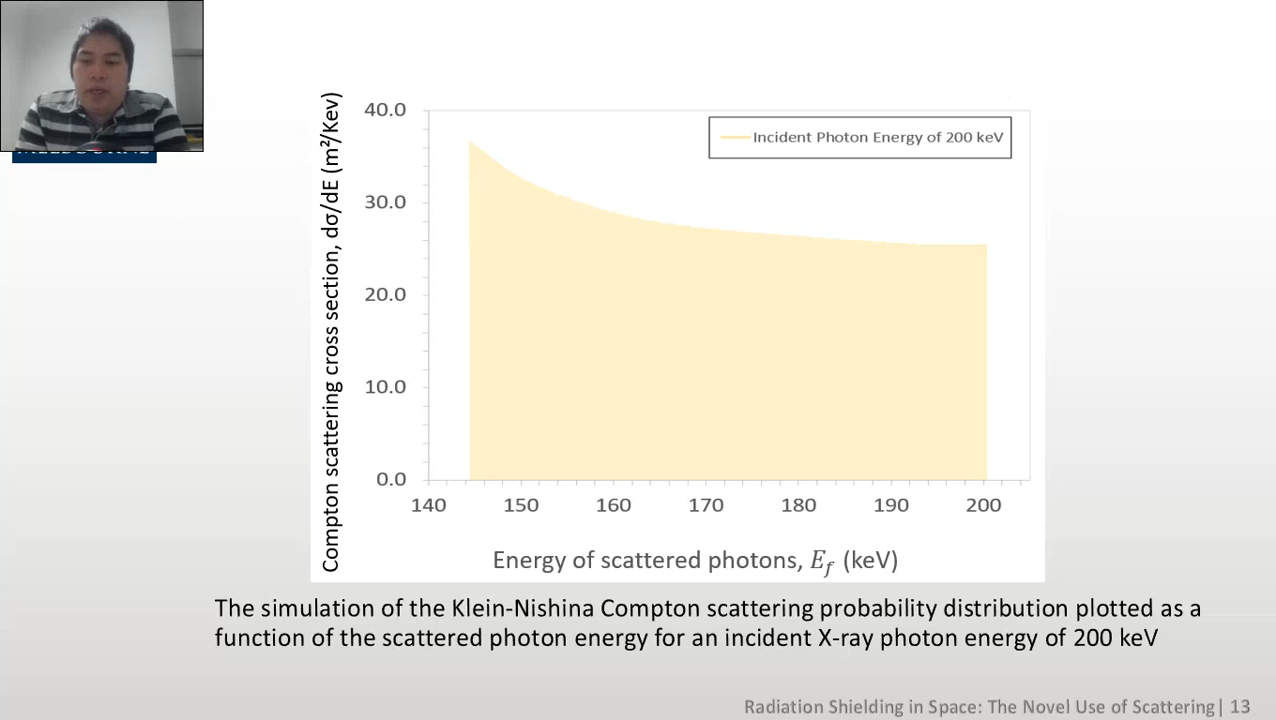 40.0
Incident Photon Energy of 200 keV
Compton scattering cross section, dσ/dE (m²/Kev)
30.0
20.0
10.0
0.0
140 150 160 170 180 190 200
Energy of scattered photons, E_f (keV)
The simulation of the Klein-Nishina Compton scattering probability distribution plotted as a
function of the scattered photon energy for an incident X-ray photon energy of 200 keV
Radiation Shielding in Space: The Novel Use of Scattering| 13